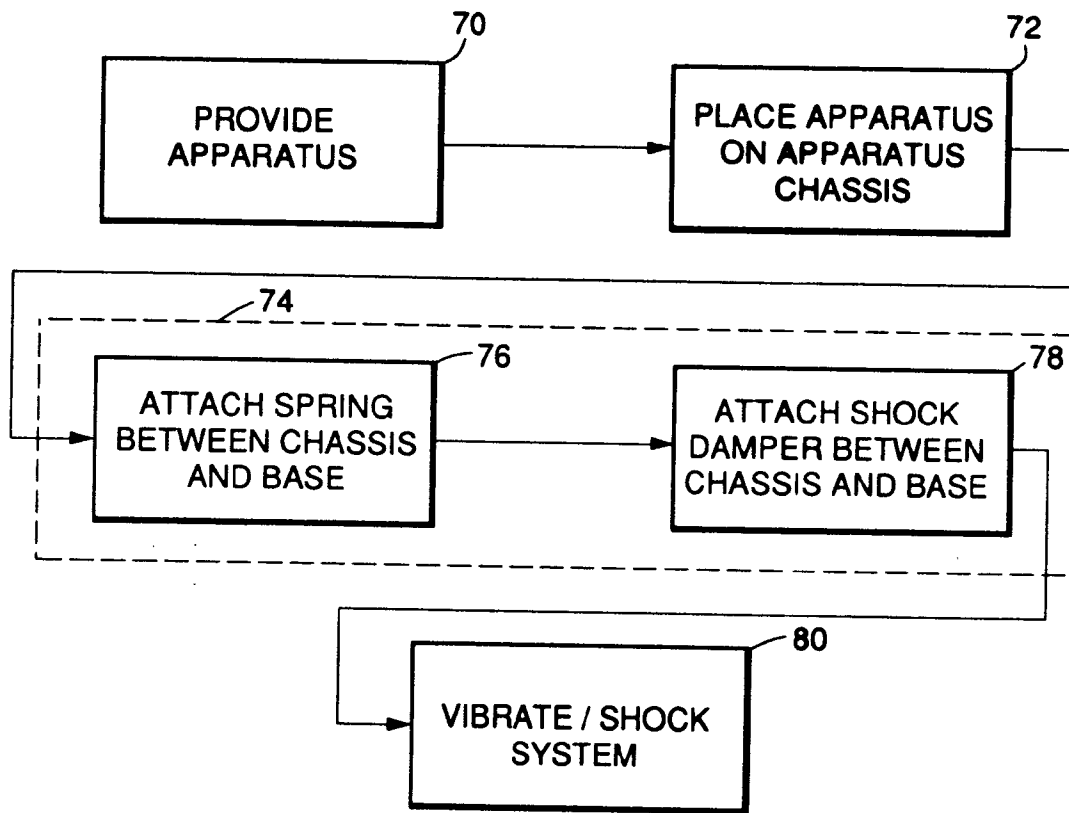 70
PROVIDE
APPARATUS
72
PLACE APPARATUS
ON APPARATUS
CHASSIS
74
76
ATTACH SPRING
BETWEEN CHASSIS
AND BASE
78
ATTACH SHOCK
DAMPER BETWEEN
CHASSIS AND BASE
80
VIBRATE / SHOCK
SYSTEM